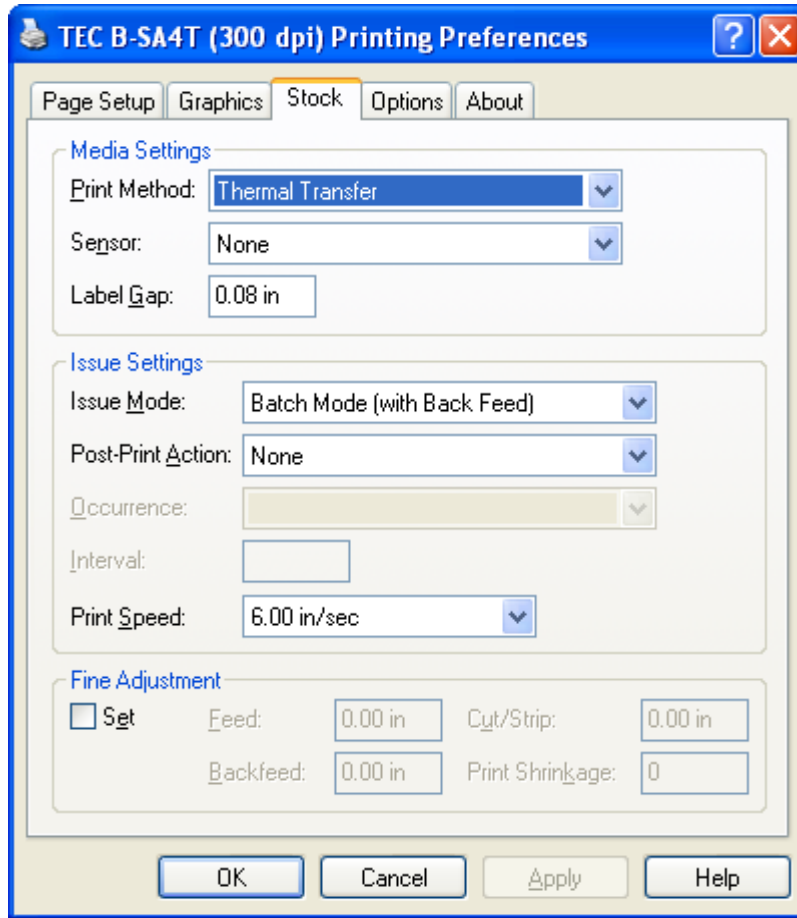 TEC B-SA4T (300 dpi) Printing Preferences
Page Setup Graphics Stock Options About
Media Settings
Print Method: Thermal Transfer
Sensor: None
Label Gap: 0.08 in
Issue Settings
Issue Mode: Batch Mode (with Back Feed)
Post-Print Action: None
Occurrence:
Interval:
Print Speed: 6.00 in/sec
Fine Adjustment
Set Feed: 0.00 in Cut/Strip: 0.00 in
Backfeed: 0.00 in Print Shrinkage: 0
OK Cancel Apply Help